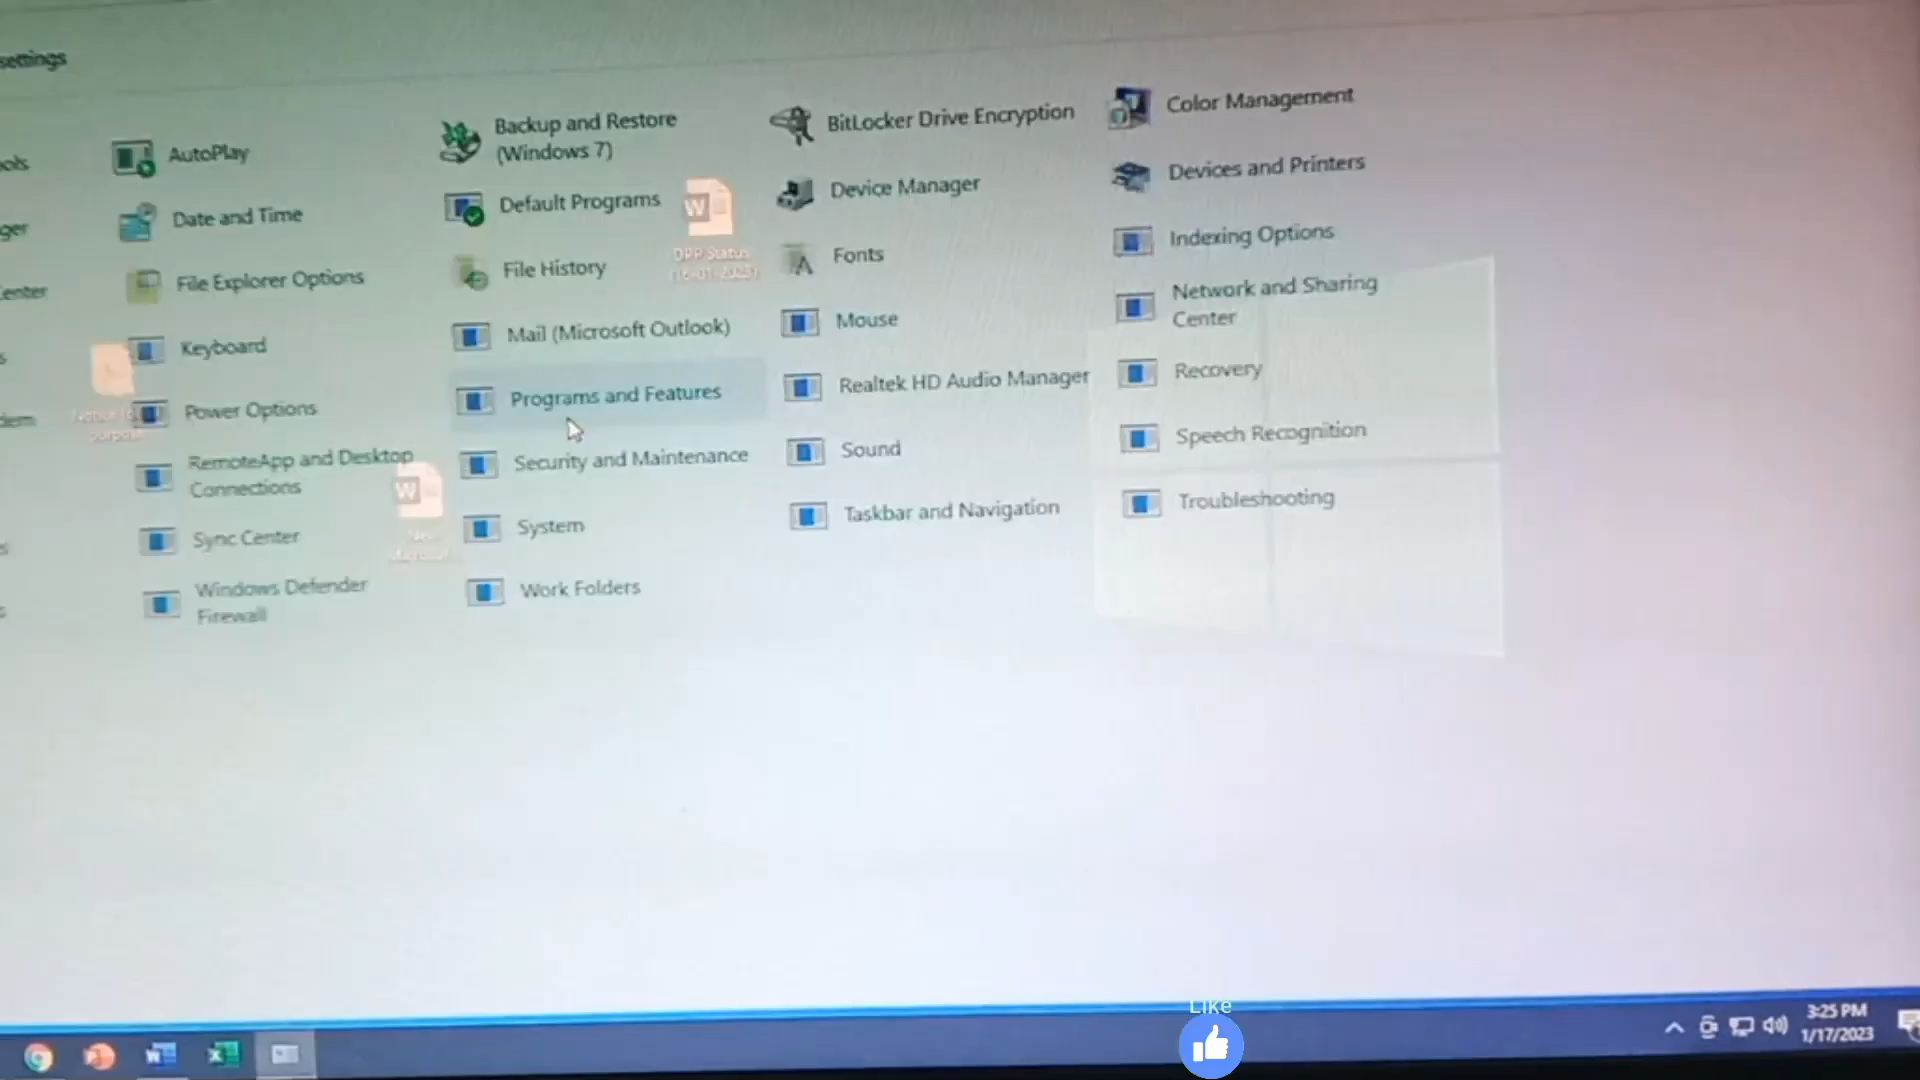 settings
AutoPlay
Backup and Restore
(Windows 7)
BitLocker Drive Encryption
Color Management
Date and Time
Default Programs
Device Manager
Devices and Printers
File Explorer Options
File History
DPP Status
Fonts
Indexing Options
Keyboard
Mail (Microsoft Outlook)
Mouse
Network and Sharing
Center
Power Options
Programs and Features
Realtek HD Audio Manager
Recovery
RemoteApp and Desktop
Connections
Security and Maintenance
Sound
Speech Recognition
Sync Center
System
Taskbar and Navigation
Troubleshooting
Windows Defender
Firewall
Work Folders
Like
3:25 PM
1/17/2023